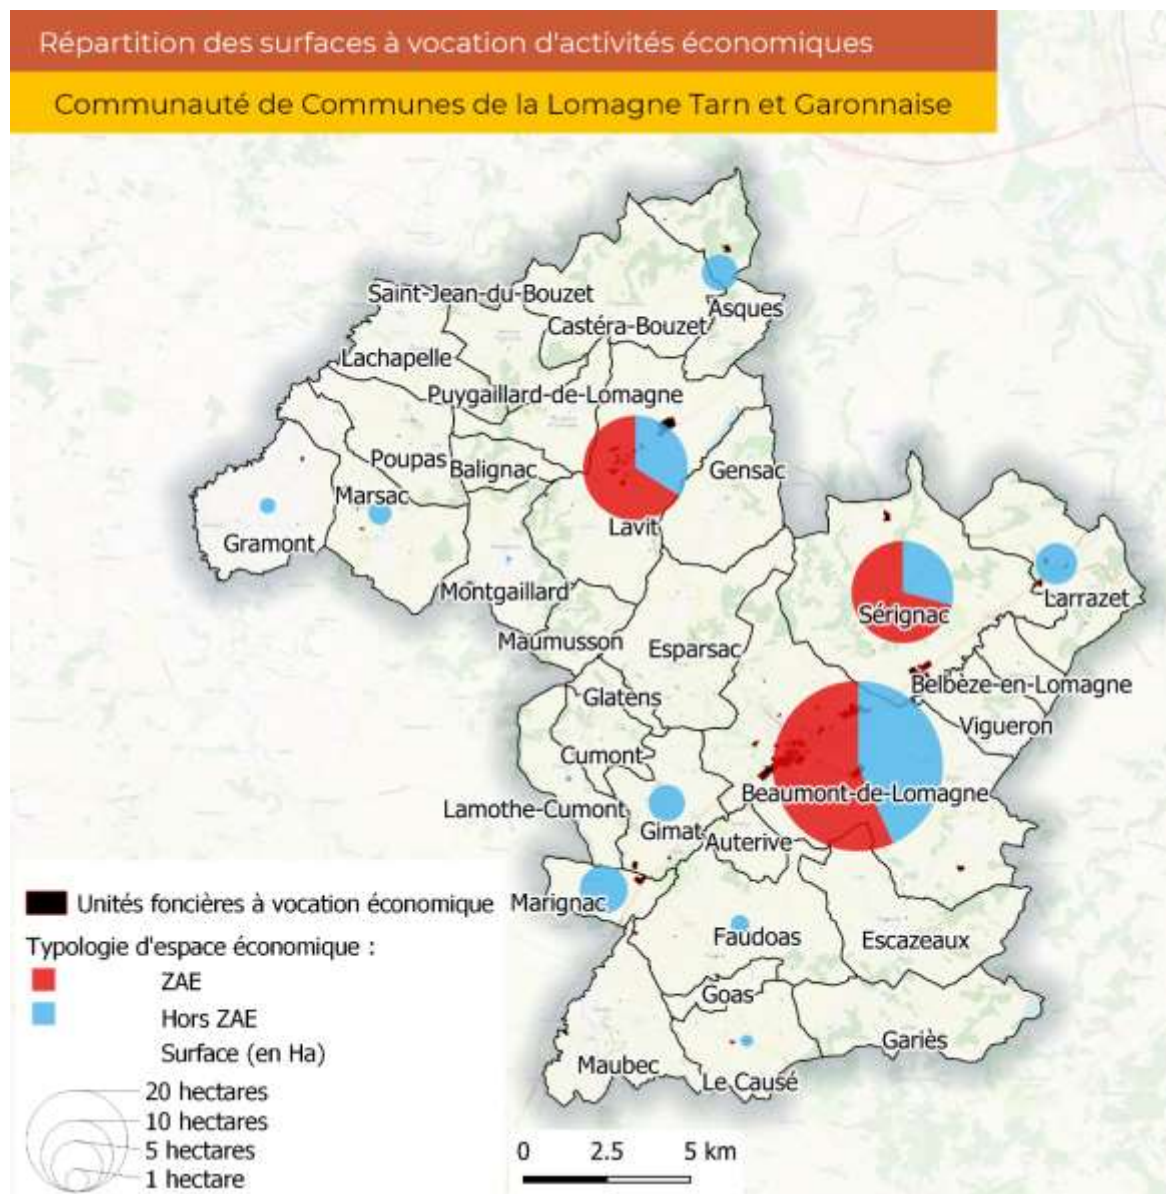 Répartition des surfaces à vocation d'activités économiques
Communauté de Communes de la Lomagne Tarn et Garonnaise
Saint-Jean-du-Bouzet
Asques
Castéra-Bouzet
Lachapelle
Puygaillard-de-Lomagne
Poupas
Balignac
Gensac
Marsac
Lavit
Gramont
Montgaillard
Larrazet
Sérignac
Maumusson
Esparsac
Belbèze-en-Lomagne
Glatens
Vigueron
Cumont
Beaumont-de-Lomagne
Lamothe-Cumont
Gimat
Auterive
Marignac
Faudoas
Escazeaux
Goas
Gariès
Maubec
Le Causé
Unités foncières à vocation économique
Typologie d'espace économique :
ZAE
Hors ZAE
Surface (en Ha)
20 hectares
10 hectares
5 hectares
1 hectare
0 2.5 5 km